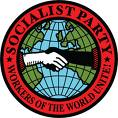 SOCIALIST PARTY
WORKERS OF THE WORLD UNITE!